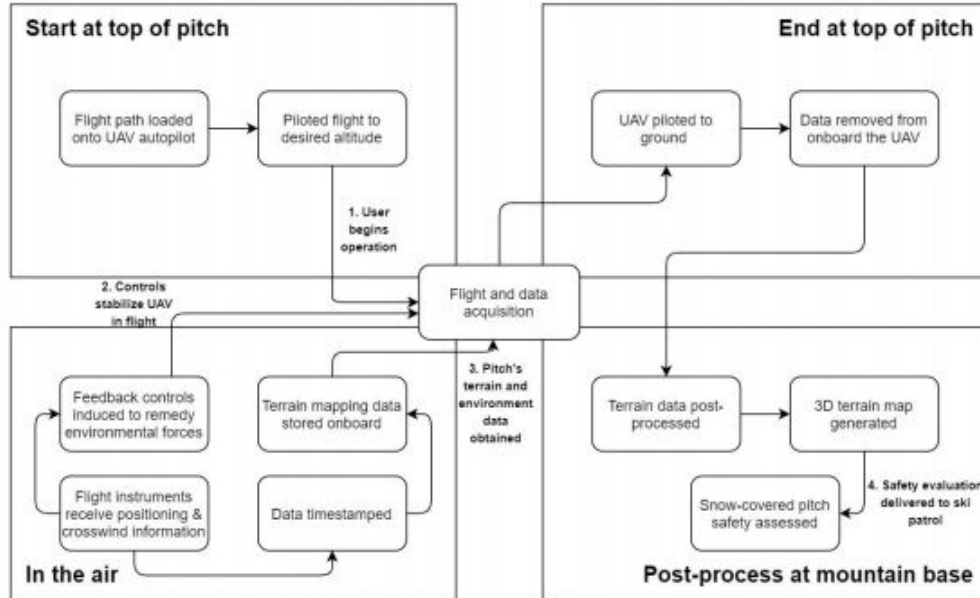 Start at top of pitch
End at top of pitch
Flight path loaded
onto UAV autopilot
Piloted flight to
desired altitude
UAV piloted to
ground
Data removed from
onboard the UAV
1. User
begins
operation
2. Controls
stabilize UAV
in flight
Flight and data
acquisition
3. Pitch's
terrain and
environment
data
obtained
Feedback controls
induced to remedy
environmental forces
Terrain mapping data
stored onboard
Terrain data post-
processed
3D terrain map
generated
Flight instruments
receive positioning &
crosswind information
Data timestamped
Snow-covered pitch
safety assessed
4. Safety evaluation
delivered to ski
patrol
In the air
Post-process at mountain base